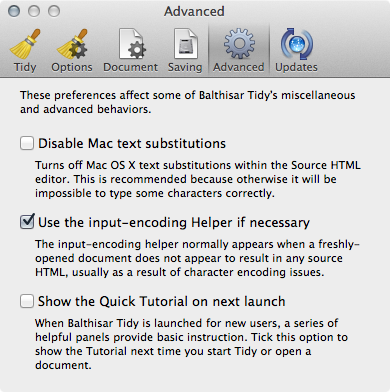 Advanced
Tidy Options Document Saving Advanced Updates
These preferences affect some of Balthisar Tidy's miscellaneous
and advanced behaviors.
Disable Mac text substitutions
Turns off Mac OS X text substitutions within the Source HTML
editor. This is recommended because otherwise it will be
impossible to type some characters correctly.
Use the input-encoding Helper if necessary
The input-encoding helper normally appears when a freshly-
opened document does not appear to result in any source
HTML, usually as a result of character encoding issues.
Show the Quick Tutorial on next launch
When Balthisar Tidy is launched for new users, a series of
helpful panels provide basic instruction. Tick this option to
show the Tutorial next time you start Tidy or open a
document.